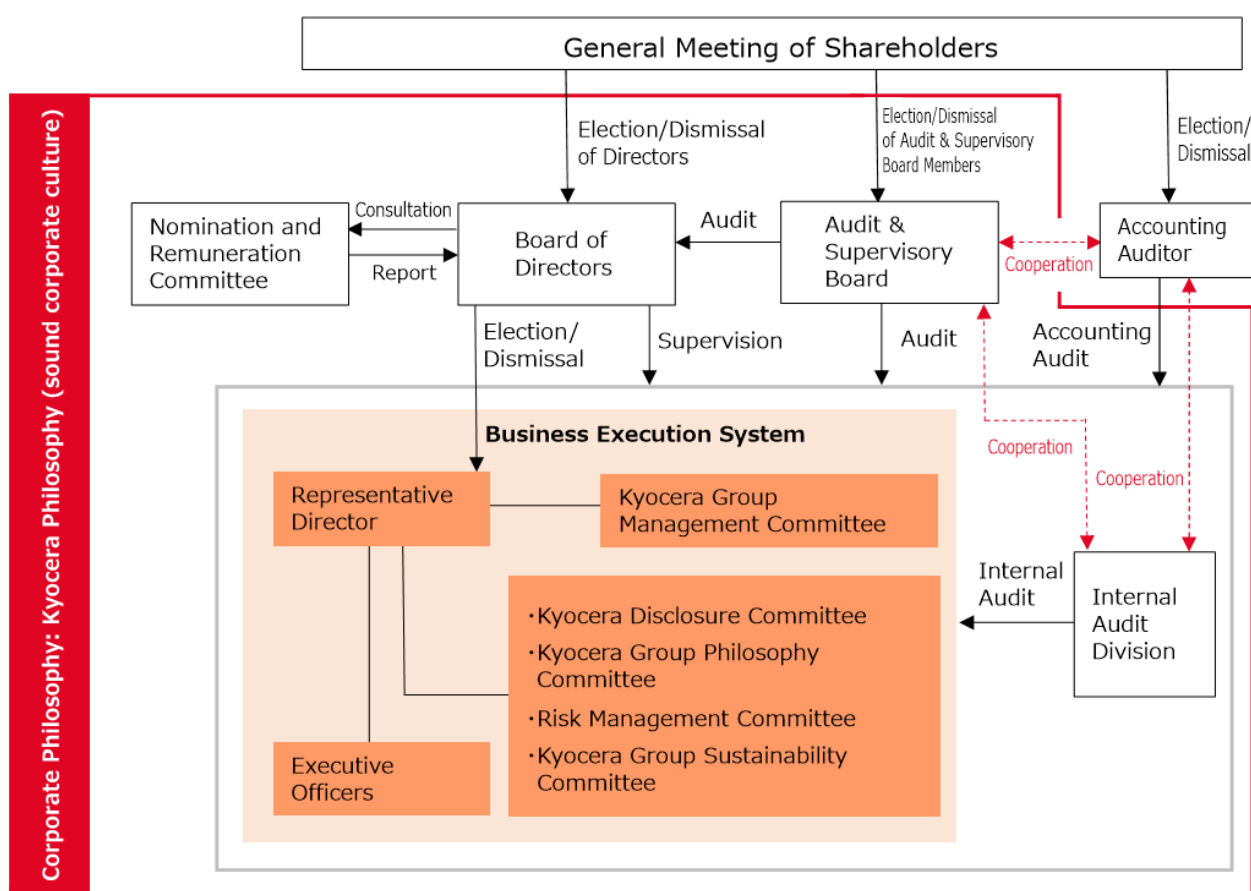 General Meeting of Shareholders
Corporate Philosophy: Kyocera Philosophy (sound corporate culture)
Election/Dismissal
of Directors
Election/Dismissal
of Audit & Supervisory
Board Members
Election/
Dismissal
Nomination and
Remuneration
Committee
Consultation
Report
Board of
Directors
Audit
Audit &
Supervisory
Board
Cooperation
Accounting
Auditor
Election/
Dismissal
Supervision
Audit
Accounting
Audit
Business Execution System
Cooperation
Cooperation
Representative
Director
Kyocera Group
Management Committee
・Kyocera Disclosure Committee
・Kyocera Group Philosophy
Committee
・Risk Management Committee
・Kyocera Group Sustainability
Committee
Executive
Officers
Internal
Audit
Internal
Audit
Division